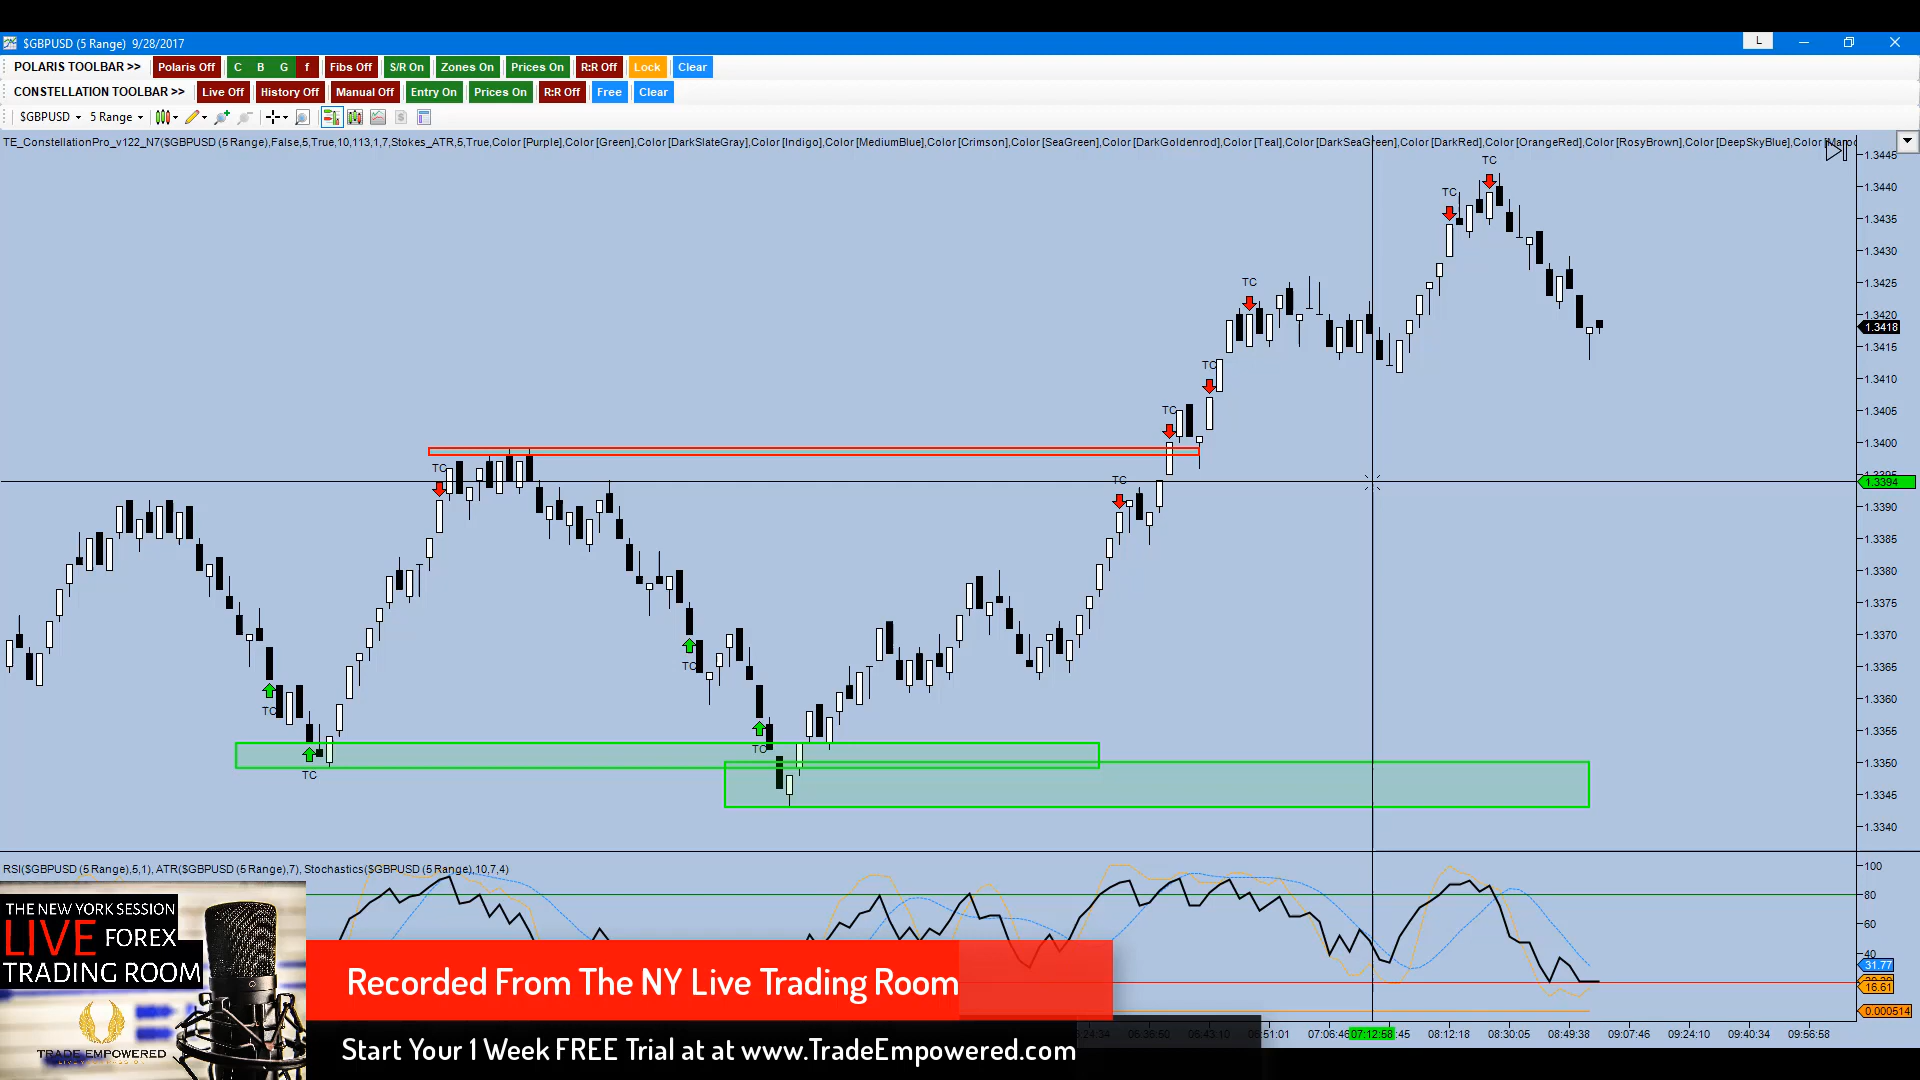 $GBPUSD (5 Range) 9/28/2017
L
POLARIS TOOLBAR >> Polaris Off C B G f Fibs Off S/R On Zones On Prices On R:R Off Lock Clear
CONSTELLATION TOOLBAR >> Live Off History Off Manual Off Entry On Prices On R:R Off Free Clear
$GBPUSD 5 Range
TE_ConstellationPro_v122_N7($GBPUSD (5 Range),False,5,True,10,113,1,7,Stokes_ATR,5,True,Color [Purple],Color [Green],Color [DarkSlateGray],Color [Indigo],Color [MediumBlue],Color [Crimson],Color [SeaGreen],Color [DarkGoldenrod],Color [Teal],Color [DarkSeaGreen],Color [DarkRed],Color [OrangeRed],Color [RosyBrown],Color [DeepSkyBlue],Color
1.3445
TC
1.3440
TC
1.3435
1.3430
TC
1.3425
1.3420
1.3418
1.3415
TC
1.3410
TC
1.3405
1.3400
TC
TC
1.3394
1.3390
1.3385
1.3380
1.3375
1.3370
TC
1.3365
1.3360
TC
1.3355
TC
1.3350
TC
1.3345
1.3340
RSI($GBPUSD (5 Range),5,1), ATR($GBPUSD (5 Range),7), Stochastics($GBPUSD (5 Range),10,7,4)
100
80
60
40
31.77
16.61
0.000514
THE NEW YORK SESSION
LIVE FOREX
TRADING ROOM
TRADE EMPOWERED
Recorded From The NY Live Trading Room
Start Your 1 Week FREE Trial at at www.TradeEmpowered.com
07:06:46 07:12:58 :45 08:12:18 08:30:05 08:49:38 09:07:46 09:24:10 09:40:34 09:56:58